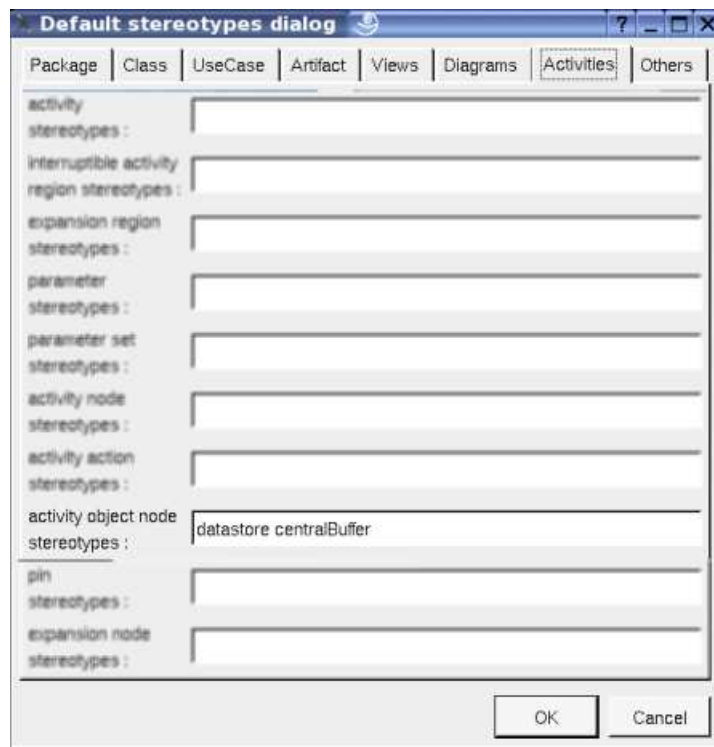 Default stereotypes dialog
Package Class UseCase Artifact Views Diagrams Activities Others
activity
stereotypes :
interruptible activity
region stereotypes :
expansion region
stereotypes :
parameter
stereotypes :
parameter set
stereotypes :
activity node
stereotypes :
activity action
stereotypes :
activity object node
stereotypes :
datastore centralBuffer
pin
stereotypes :
expansion node
stereotypes :
OK Cancel